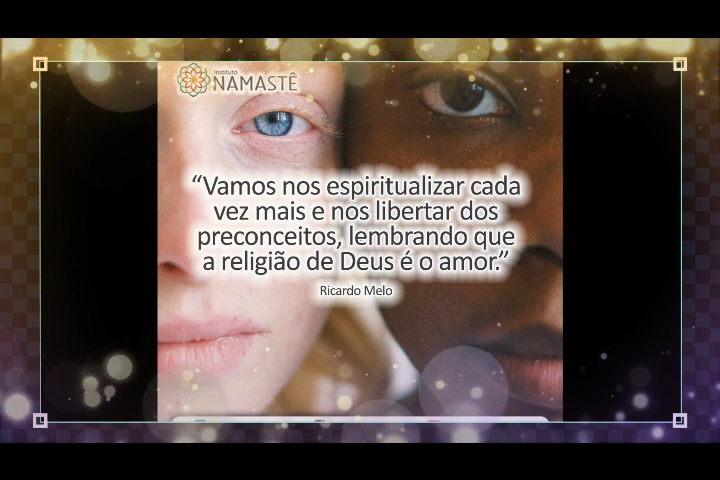 Instituto
NAMASTÊ
“Vamos nos espiritualizar cada
vez mais e nos libertar dos
preconceitos, lembrando que
a religião de Deus é o amor.”
Ricardo Melo